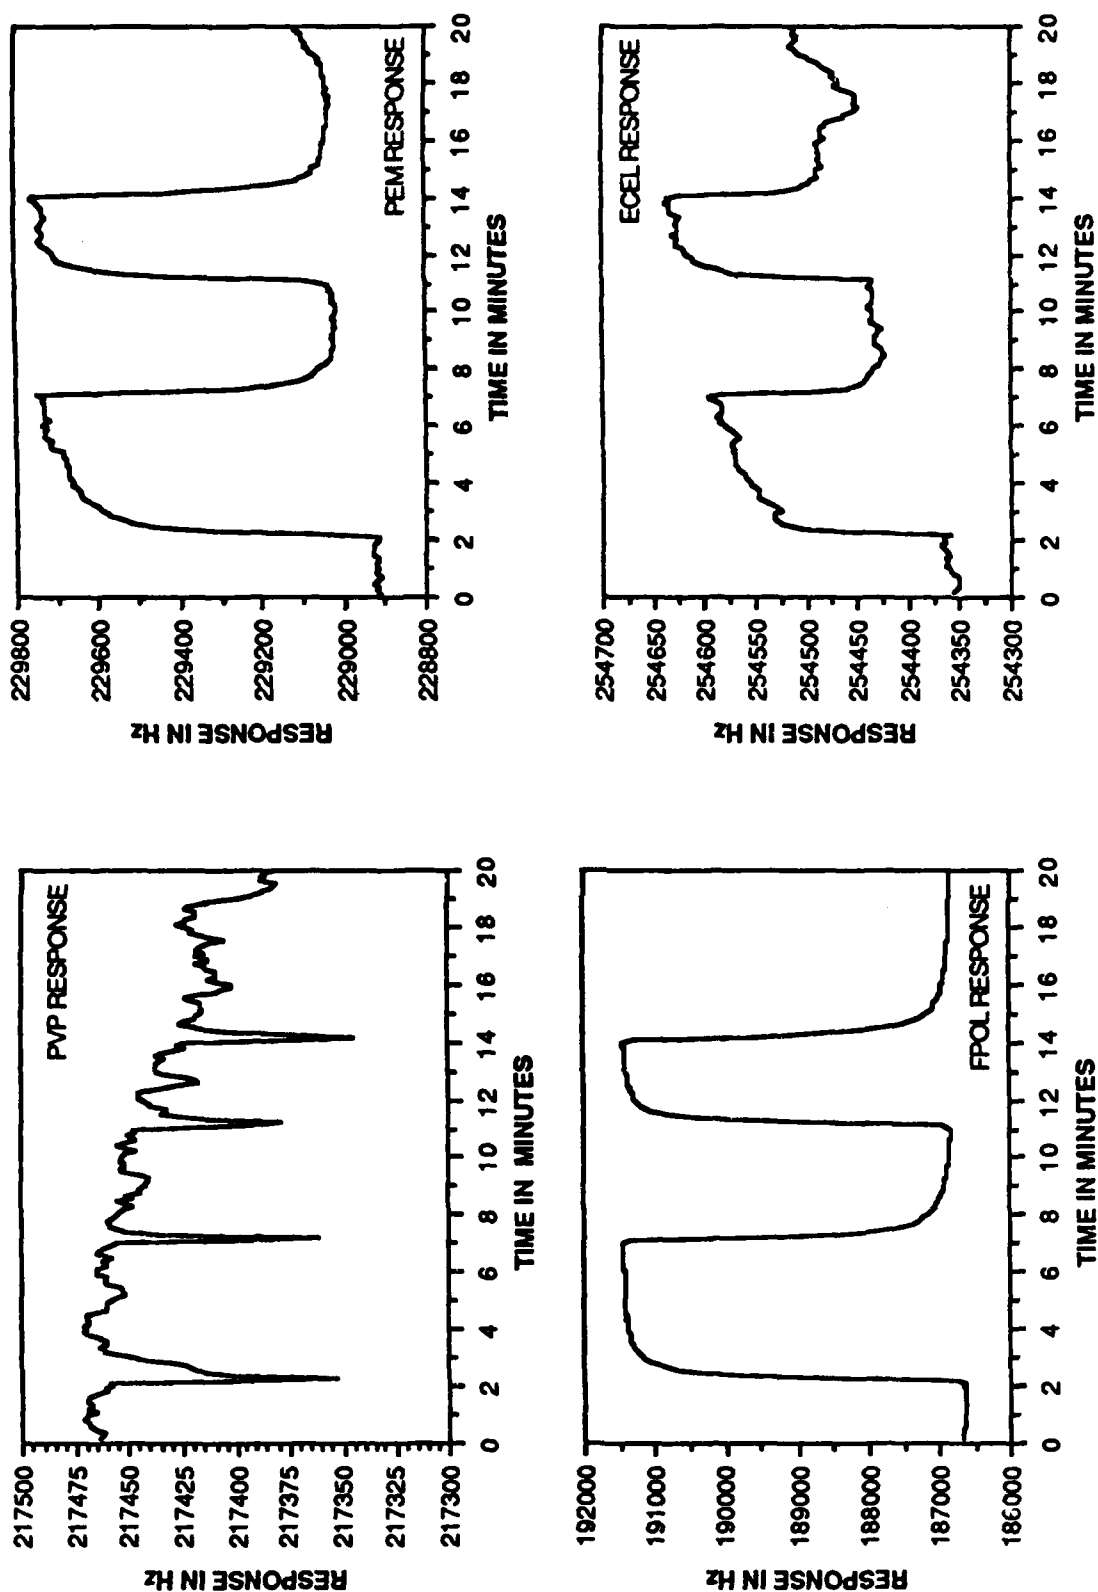 PVP RESPONSE
RESPONSE IN Hz
217500
217475
217450
217425
217400
217375
217350
217325
217300
0 2 4 6 8 10 12 14 16 18 20
TIME IN MINUTES
PEM RESPONSE
RESPONSE IN Hz
229800
229600
229400
229200
229000
228800
0 2 4 6 8 10 12 14 16 18 20
TIME IN MINUTES
FPOL RESPONSE
RESPONSE IN Hz
192000
191000
190000
189000
188000
187000
186000
0 2 4 6 8 10 12 14 16 18 20
TIME IN MINUTES
ECEL RESPONSE
RESPONSE IN Hz
254700
254650
254600
254550
254500
254450
254400
254350
254300
0 2 4 6 8 10 12 14 16 18 20
TIME IN MINUTES